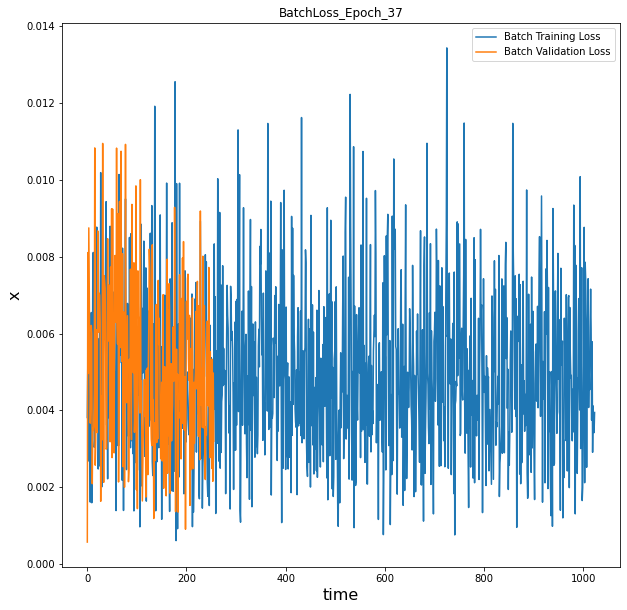 BatchLoss_Epoch_37
Batch Training Loss
Batch Validation Loss
0.014
0.012
0.010
0.008
0.006
0.004
0.002
0.000
x
0 200 400 600 800 1000
time